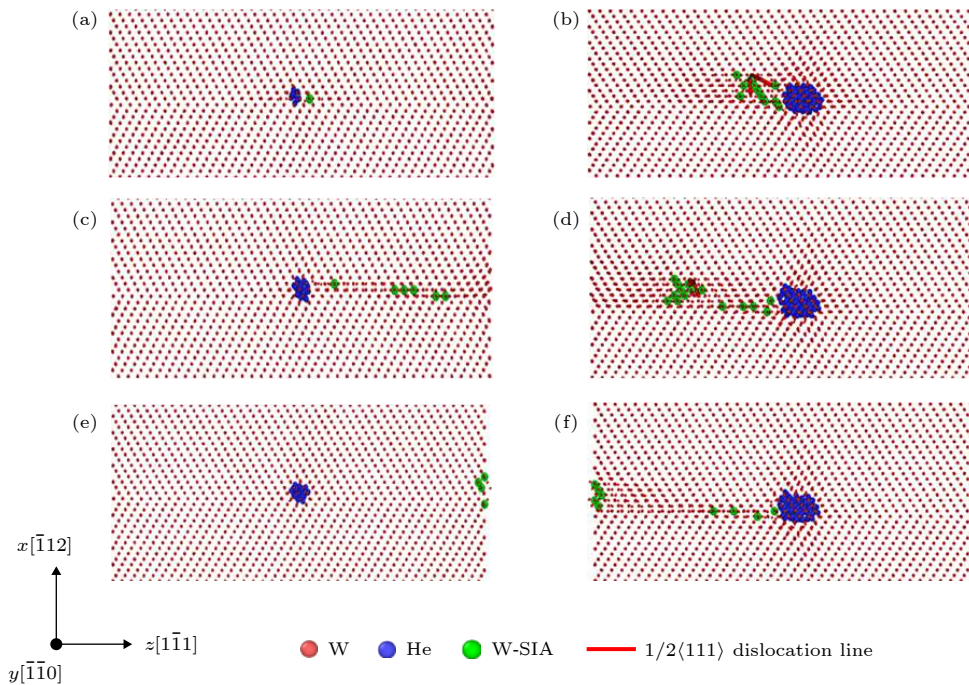 (a) (b)
(c) (d)
(e) (f)
x[1̄12]
z[11̄1]
y[1̄1̄0]
W He W-SIA 1/2⟨111⟩ dislocation line